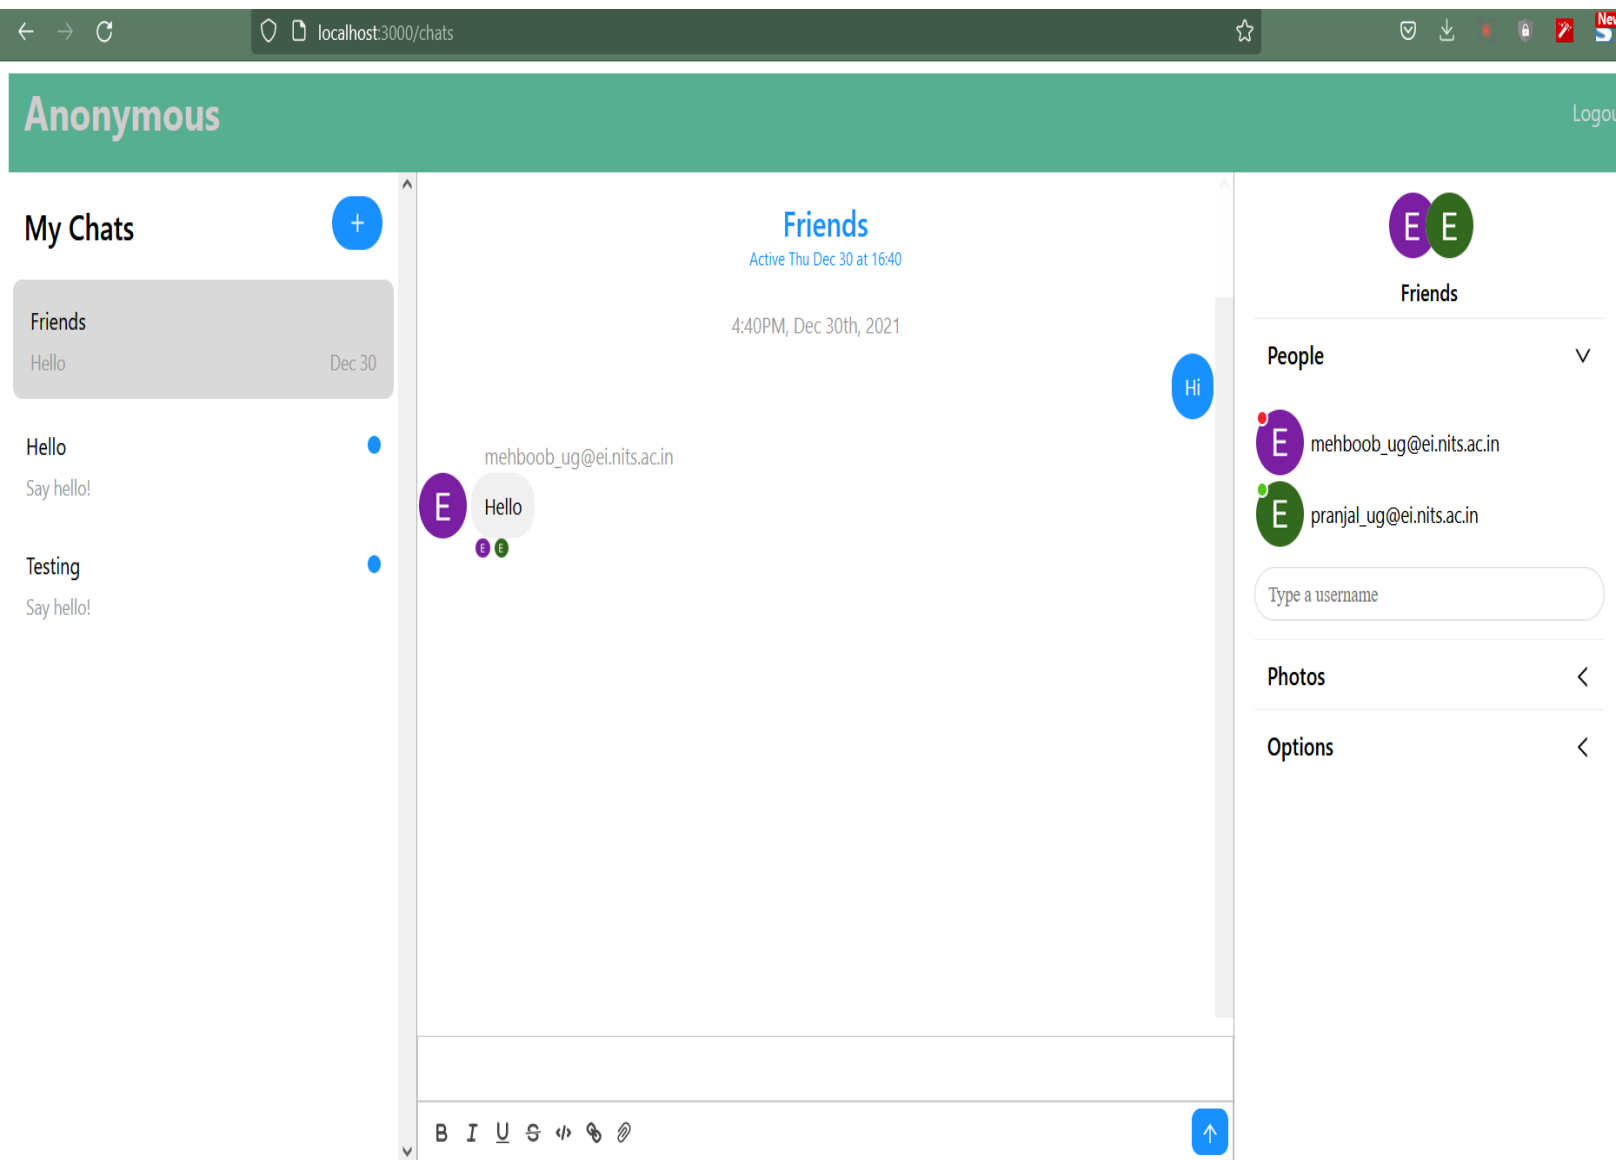 localhost:3000/chats
New
Anonymous
Logou
My Chats
+
Friends
Hello
Dec 30
Hello
Say hello!
Testing
Say hello!
Friends
Active Thu Dec 30 at 16:40
4:40PM, Dec 30th, 2021
Hi
mehboob_ug@ei.nits.ac.in
E
Hello
E E
B I U S </>
E E
Friends
People
E mehboob_ug@ei.nits.ac.in
E pranjal_ug@ei.nits.ac.in
Type a username
Photos
Options